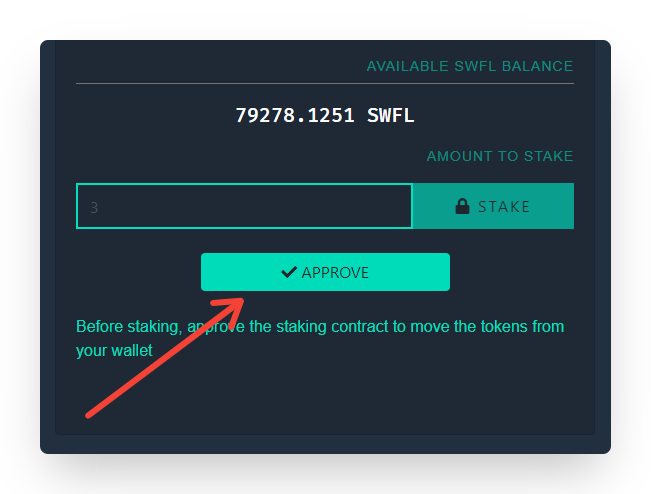 AVAILABLE SWFL BALANCE
79278.1251 SWFL
AMOUNT TO STAKE
3
STAKE
APPROVE
Before staking, approve the staking contract to move the tokens from
your wallet